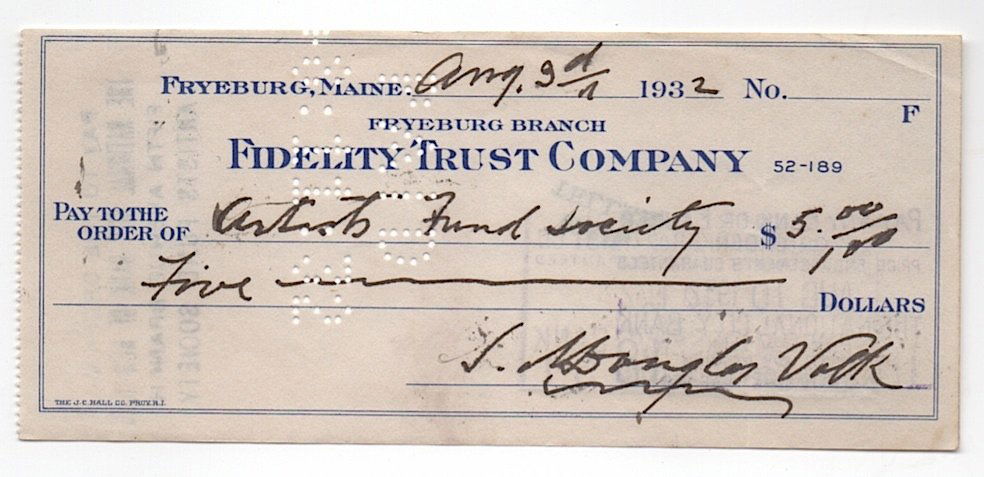 FRYEBURG, MAINE. Aug. 3d 1932 No.
F
FRYEBURG BRANCH
FIDELITY TRUST COMPANY 52-189
PAY TO THE
ORDER OF Artists Fund Society $5.00/100
Five DOLLARS
S. A. Douglas Volk
THE J. C. HALL CO. PROV. R.I.